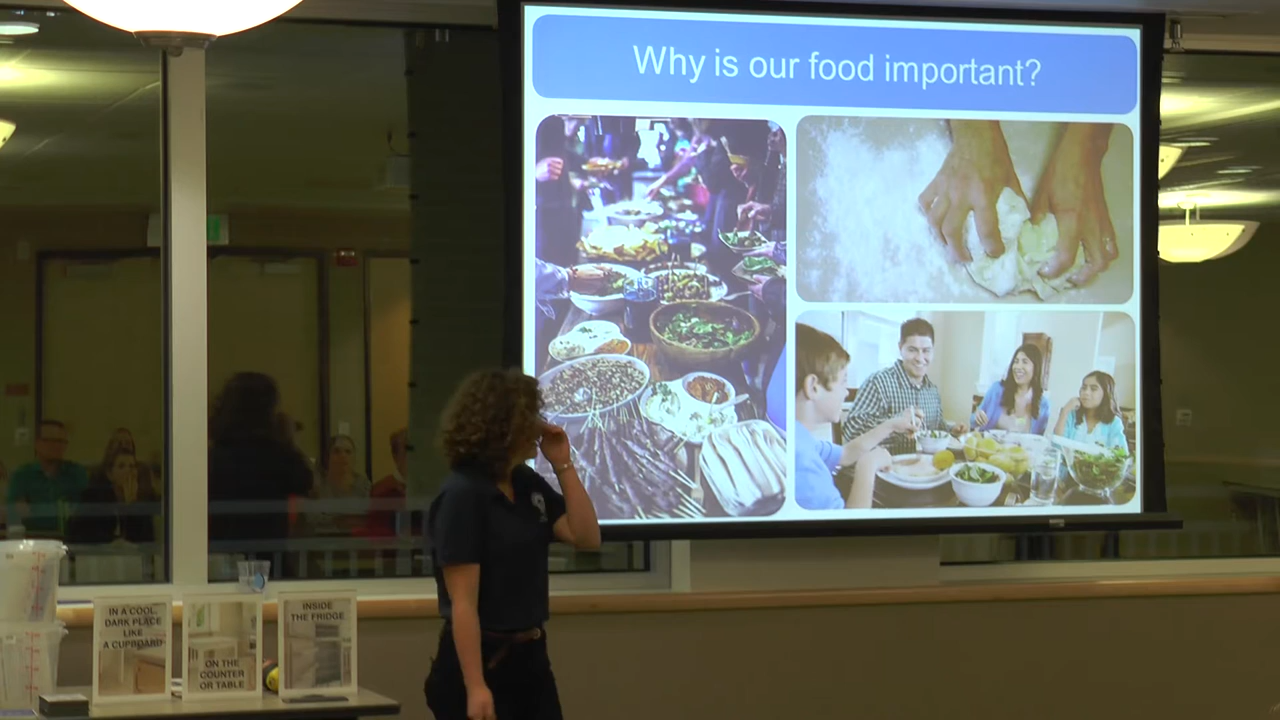 Why is our food important?
IN A COOL,
DARK PLACE
LIKE
A CUPBOARD
ON THE
COUNTER
OR TABLE
INSIDE
THE FRIDGE